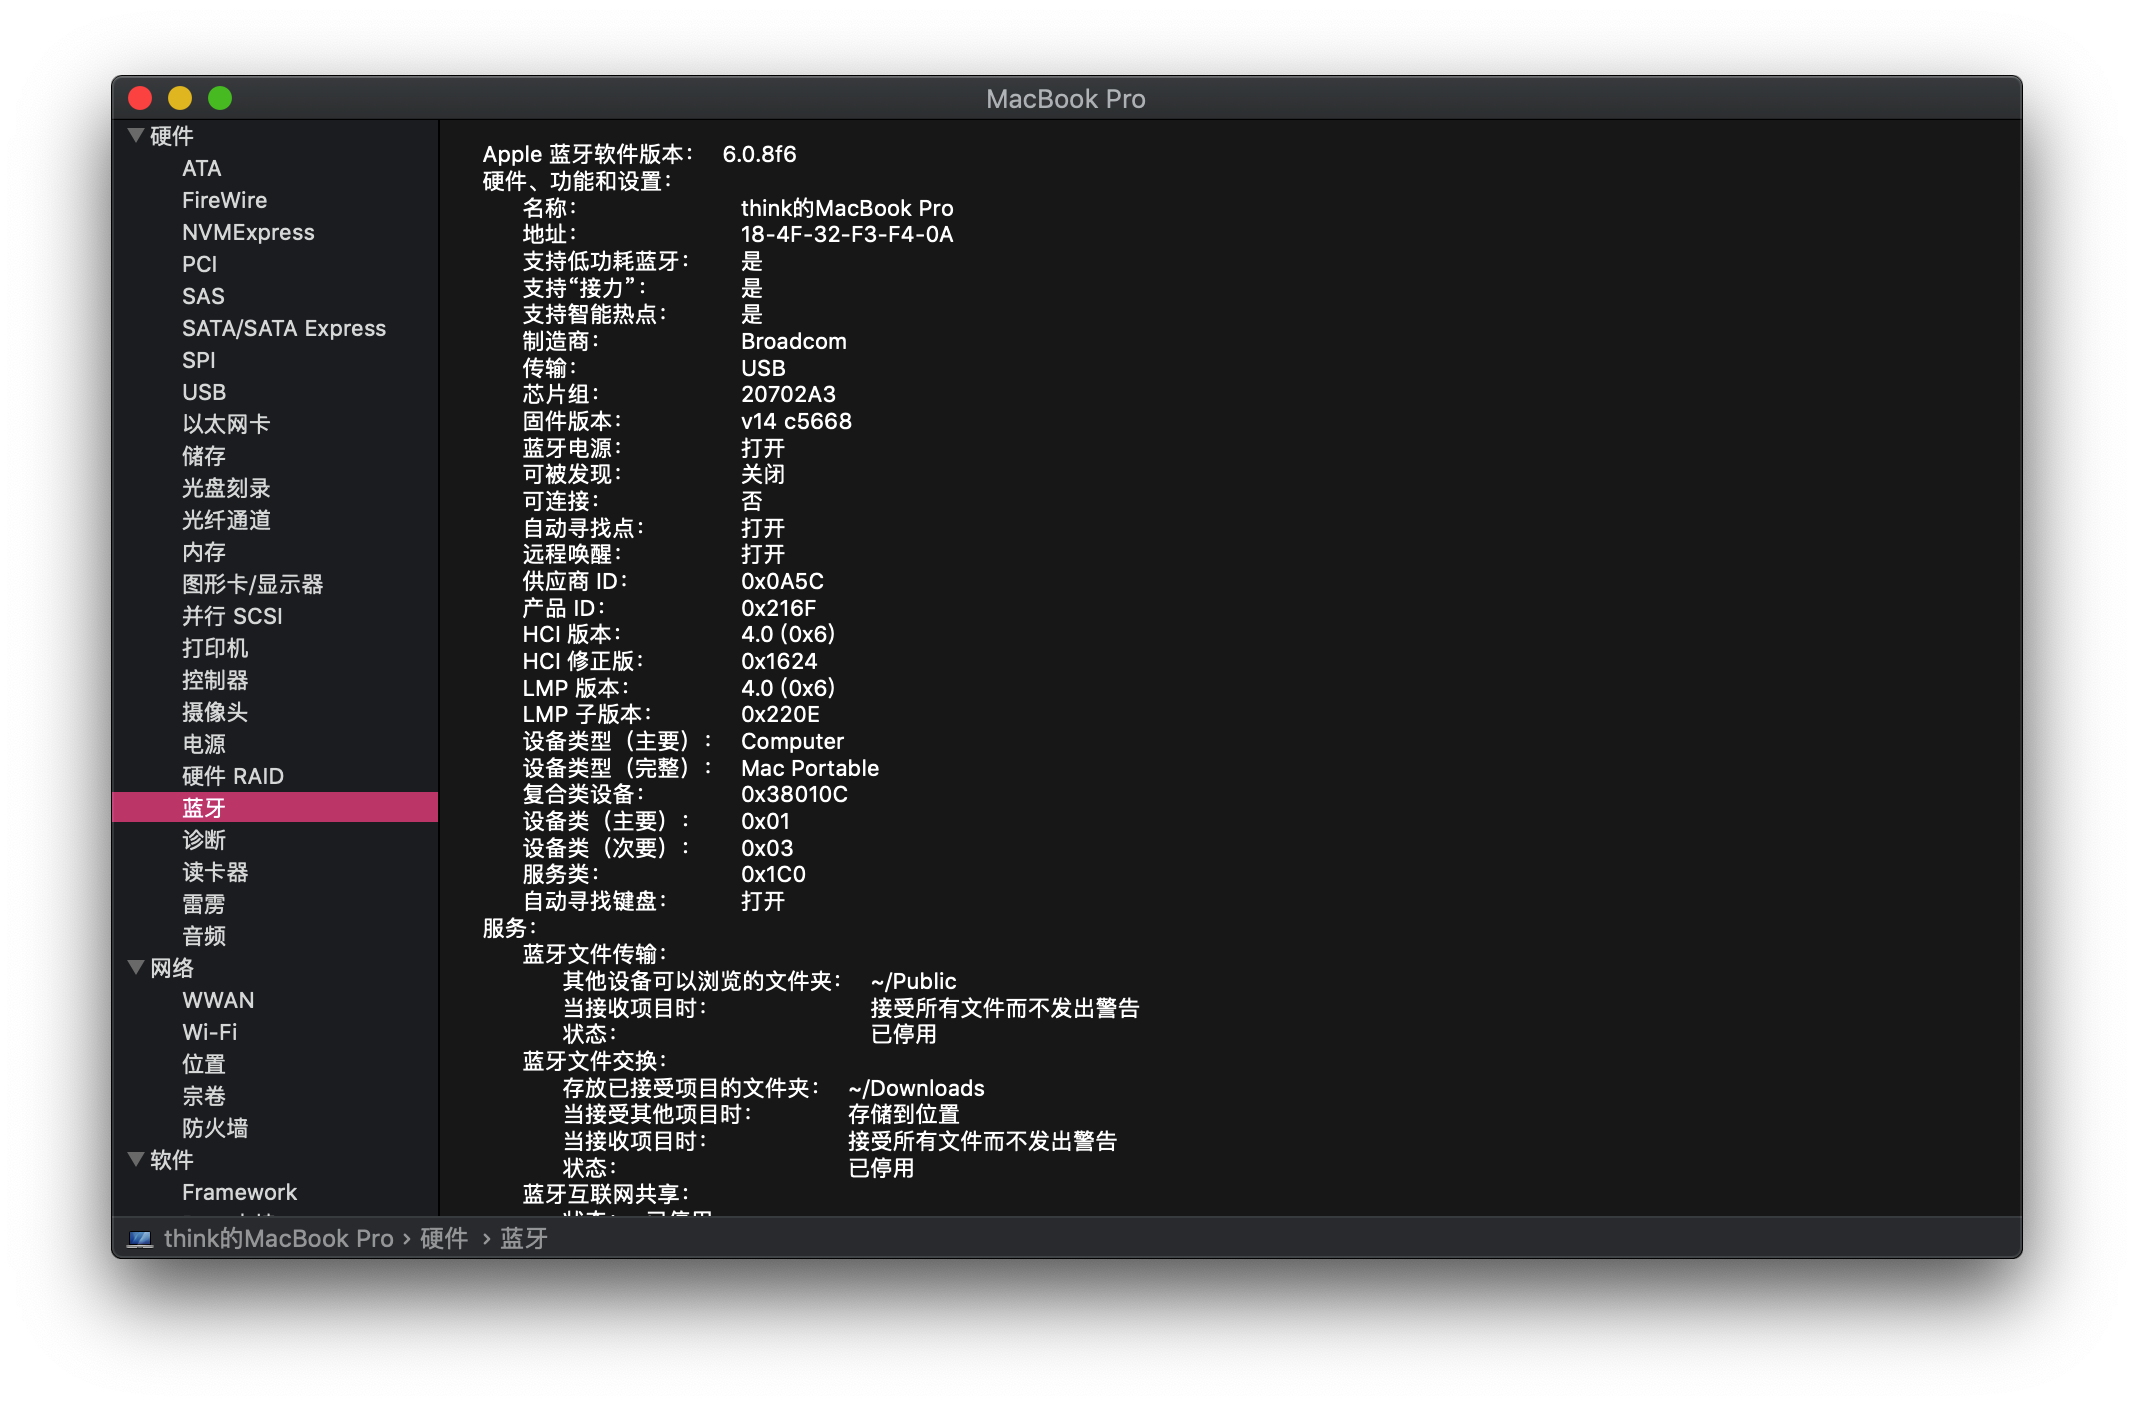 MacBook Pro
硬件
ATA
FireWire
NVMExpress
PCI
SAS
SATA/SATA Express
SPI
USB
以太网卡
储存
光盘刻录
光纤通道
内存
图形卡/显示器
并行 SCSI
打印机
控制器
摄像头
电源
硬件 RAID
蓝牙
诊断
读卡器
雷雳
音频
网络
WWAN
Wi-Fi
位置
宗卷
防火墙
软件
Framework
Apple 蓝牙软件版本： 6.0.8f6
硬件、功能和设置：
名称： think的MacBook Pro
地址： 18-4F-32-F3-F4-0A
支持低功耗蓝牙： 是
支持“接力”： 是
支持智能热点： 是
制造商： Broadcom
传输： USB
芯片组： 20702A3
固件版本： v14 c5668
蓝牙电源： 打开
可被发现： 关闭
可连接： 否
自动寻找点： 打开
远程唤醒： 打开
供应商 ID： 0x0A5C
产品 ID： 0x216F
HCI 版本： 4.0 (0x6)
HCI 修正版： 0x1624
LMP 版本： 4.0 (0x6)
LMP 子版本： 0x220E
设备类型（主要）： Computer
设备类型（完整）： Mac Portable
复合类设备： 0x38010C
设备类（主要）： 0x01
设备类（次要）： 0x03
服务类： 0x1C0
自动寻找键盘： 打开
服务：
蓝牙文件传输：
其他设备可以浏览的文件夹： ~/Public
当接收项目时： 接受所有文件而不发出警告
状态： 已停用
蓝牙文件交换：
存放已接受项目的文件夹： ~/Downloads
当接受其他项目时： 存储到位置
当接收项目时： 接受所有文件而不发出警告
状态： 已停用
蓝牙互联网共享：
状态： 已停用
think的MacBook Pro › 硬件 › 蓝牙